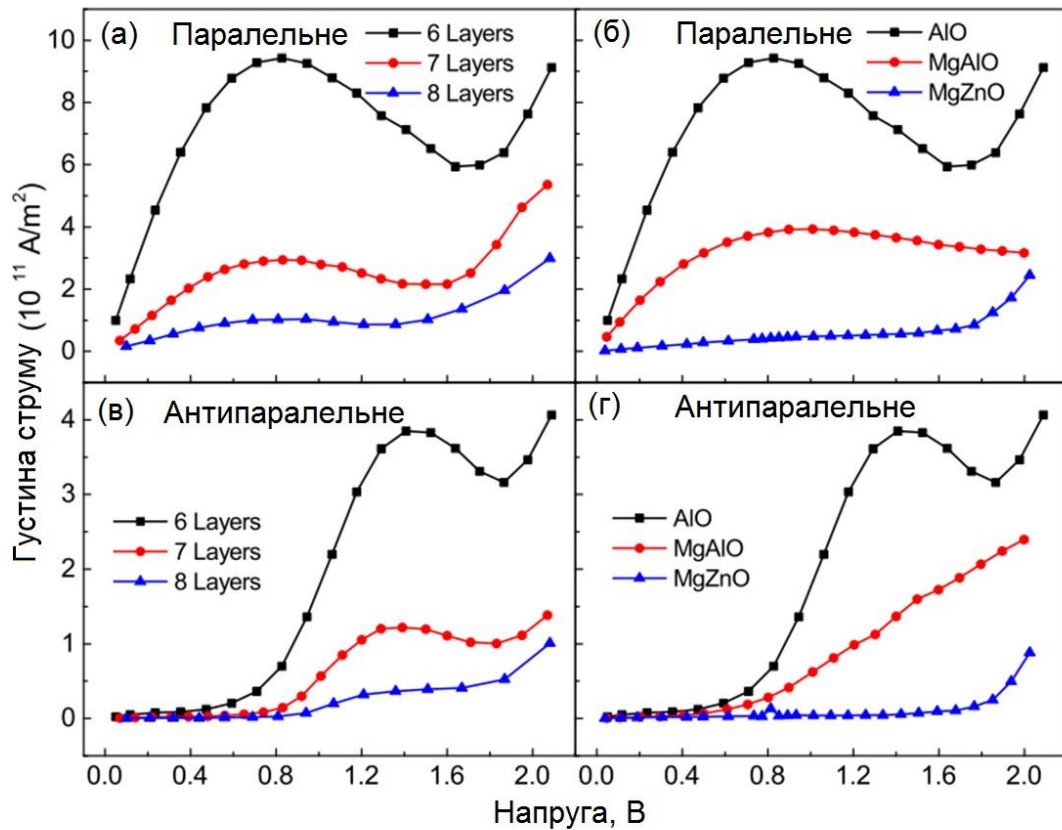 (а) Паралельне
6 Layers
7 Layers
8 Layers
(б) Паралельне
AlO
MgAlO
MgZnO
10
8
6
4
2
0
(в) Антипаралельне
6 Layers
7 Layers
8 Layers
(г) Антипаралельне
AlO
MgAlO
MgZnO
4
3
2
1
0
Густина струму (10 ¹¹ А/m²)
0.0 0.4 0.8 1.2 1.6 2.0
0.0 0.4 0.8 1.2 1.6 2.0
Напруга, В